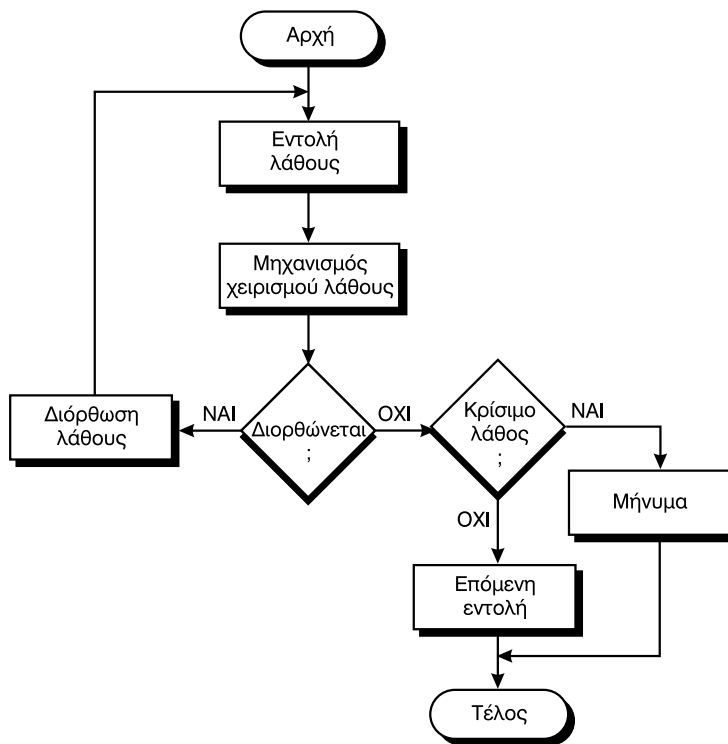 Αρχή
Εντολή
λάθους
Μηχανισμός
χειρισμού λάθους
Διορθώνεται
;
ΝΑΙ
Διόρθωση
λάθους
ΟΧΙ
Κρίσιμο
λάθος
;
ΝΑΙ
Μήνυμα
ΟΧΙ
Επόμενη
εντολή
Τέλος